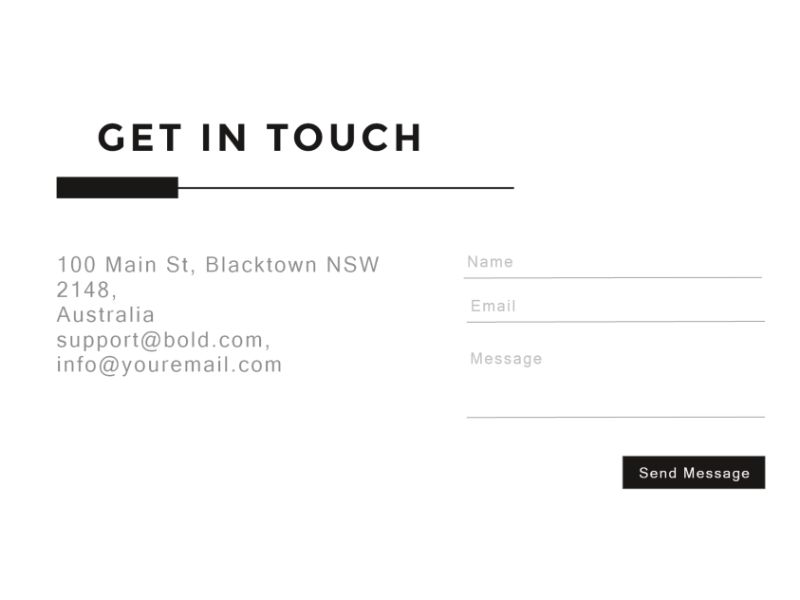 GET IN TOUCH
100 Main St, Blacktown NSW
2148,
Australia
support@bold.com,
info@youremail.com
Name
Email
Message
Send Message